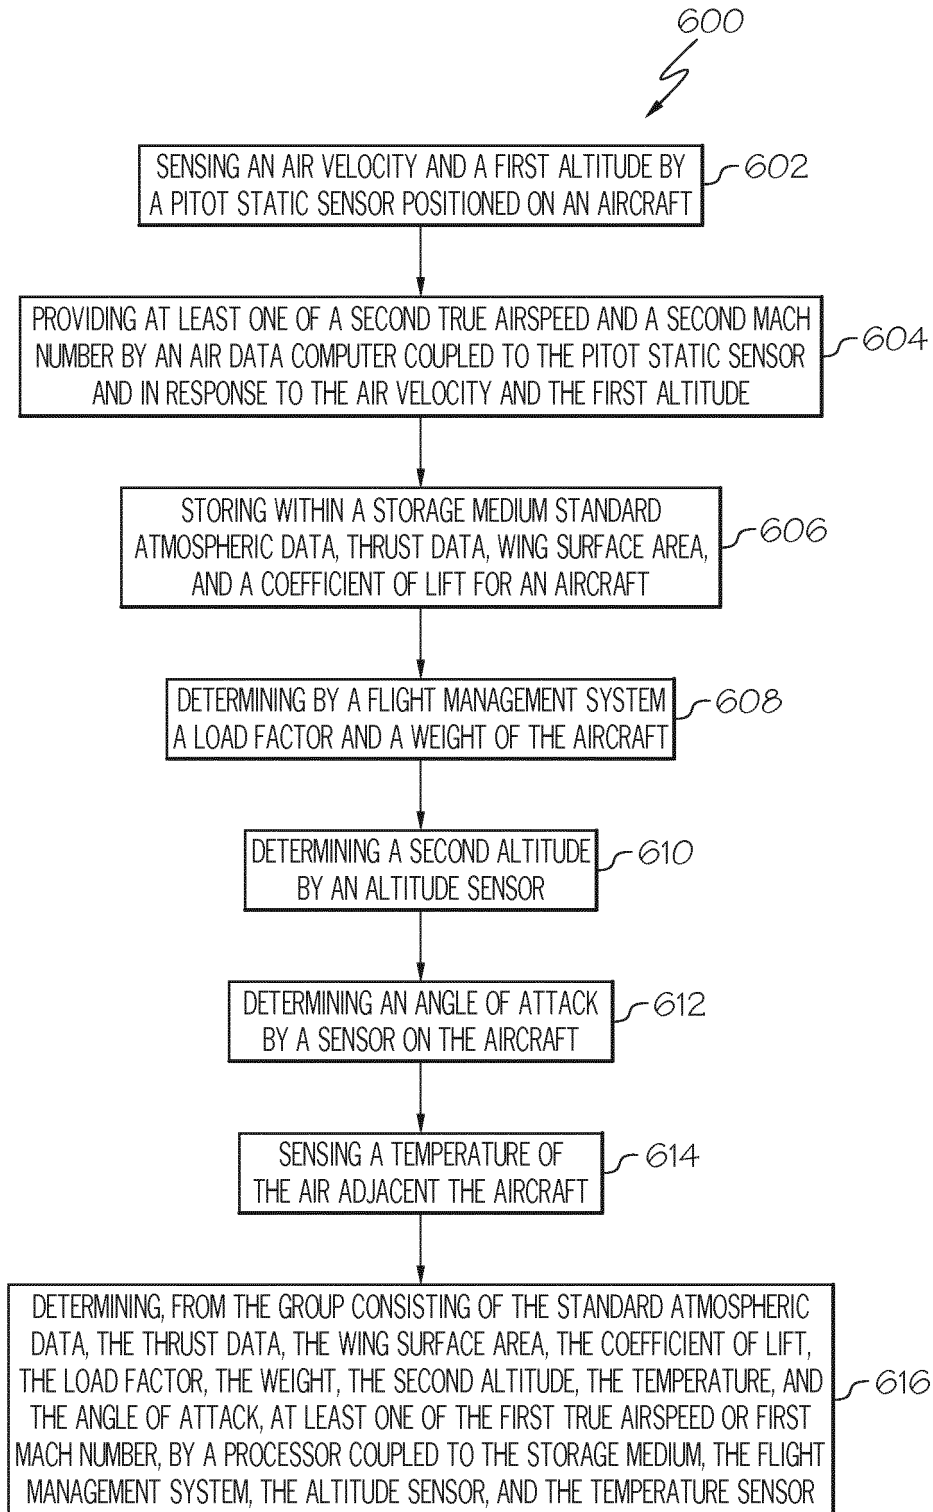 600
SENSING AN AIR VELOCITY AND A FIRST ALTITUDE BY
A PITOT STATIC SENSOR POSITIONED ON AN AIRCRAFT
602
PROVIDING AT LEAST ONE OF A SECOND TRUE AIRSPEED AND A SECOND MACH
NUMBER BY AN AIR DATA COMPUTER COUPLED TO THE PITOT STATIC SENSOR
AND IN RESPONSE TO THE AIR VELOCITY AND THE FIRST ALTITUDE
604
STORING WITHIN A STORAGE MEDIUM STANDARD
ATMOSPHERIC DATA, THRUST DATA, WING SURFACE AREA,
AND A COEFFICIENT OF LIFT FOR AN AIRCRAFT
606
DETERMINING BY A FLIGHT MANAGEMENT SYSTEM
A LOAD FACTOR AND A WEIGHT OF THE AIRCRAFT
608
DETERMINING A SECOND ALTITUDE
BY AN ALTITUDE SENSOR
610
DETERMINING AN ANGLE OF ATTACK
BY A SENSOR ON THE AIRCRAFT
612
SENSING A TEMPERATURE OF
THE AIR ADJACENT THE AIRCRAFT
614
DETERMINING, FROM THE GROUP CONSISTING OF THE STANDARD ATMOSPHERIC
DATA, THE THRUST DATA, THE WING SURFACE AREA, THE COEFFICIENT OF LIFT,
THE LOAD FACTOR, THE WEIGHT, THE SECOND ALTITUDE, THE TEMPERATURE, AND
THE ANGLE OF ATTACK, AT LEAST ONE OF THE FIRST TRUE AIRSPEED OR FIRST
MACH NUMBER, BY A PROCESSOR COUPLED TO THE STORAGE MEDIUM, THE FLIGHT
MANAGEMENT SYSTEM, THE ALTITUDE SENSOR, AND THE TEMPERATURE SENSOR
616